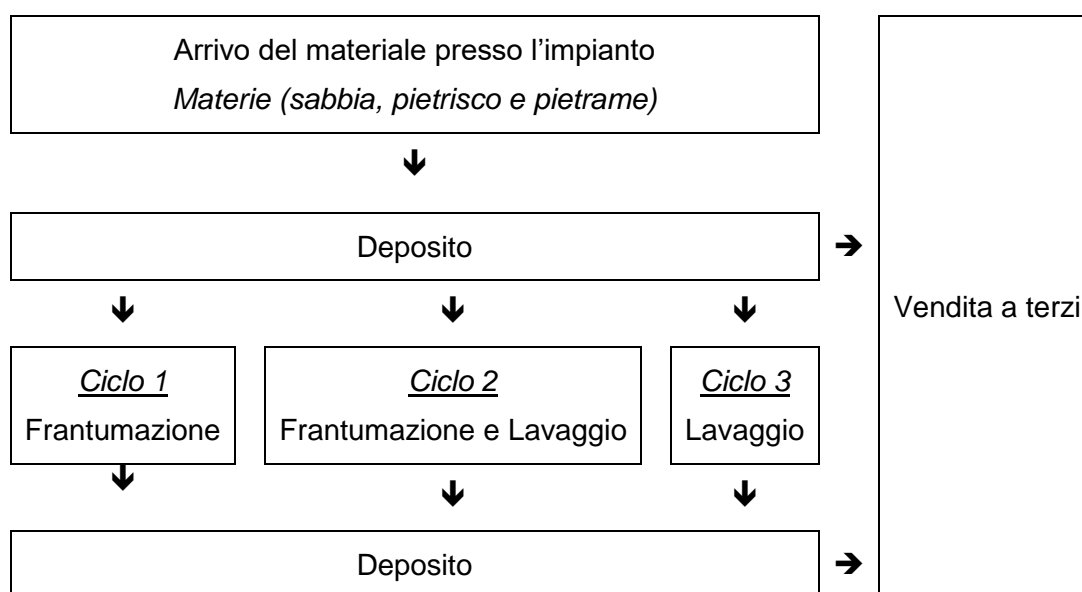 Arrivo del materiale presso l’impianto
Materie (sabbia, pietrisco e pietrame)
Deposito
Vendita a terzi
Ciclo 1
Frantumazione
Ciclo 2
Frantumazione e Lavaggio
Ciclo 3
Lavaggio
Deposito